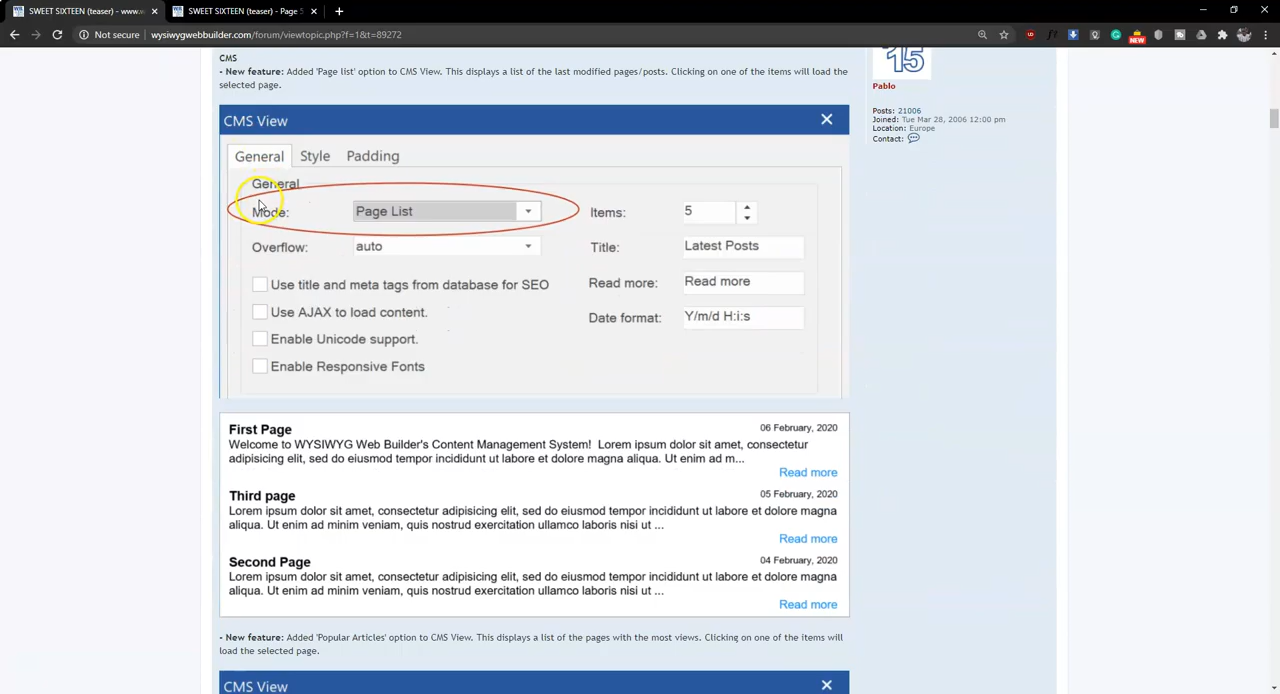 SWEET SIXTEEN (teaser) - www.w
SWEET SIXTEEN (teaser) - Page 5
Not secure | wysiwygwebbuilder.com/forum/viewtopic.php?f=1&t=89272
NEW
CMS
- New feature: Added 'Page list' option to CMS View. This displays a list of the last modified pages/posts. Clicking on one of the items will load the
selected page.
15
Pablo
Posts: 21006
Joined: Tue Mar 28, 2006 12:00 pm
Location: Europe
Contact:
CMS View
General Style Padding
General
Mode: Page List Items: 5
Overflow: auto Title: Latest Posts
Use title and meta tags from database for SEO Read more: Read more
Use AJAX to load content. Date format: Y/m/d H:i:s
Enable Unicode support.
Enable Responsive Fonts
First Page 06 February, 2020
Welcome to WYSIWYG Web Builder's Content Management System! Lorem ipsum dolor sit amet, consectetur
adipisicing elit, sed do eiusmod tempor incididunt ut labore et dolore magna aliqua. Ut enim ad m...
Read more
Third page 05 February, 2020
Lorem ipsum dolor sit amet, consectetur adipisicing elit, sed do eiusmod tempor incididunt ut labore et dolore magna
aliqua. Ut enim ad minim veniam, quis nostrud exercitation ullamco laboris nisi ut ...
Read more
Second Page 04 February, 2020
Lorem ipsum dolor sit amet, consectetur adipisicing elit, sed do eiusmod tempor incididunt ut labore et dolore magna
aliqua. Ut enim ad minim veniam, quis nostrud exercitation ullamco laboris nisi ut ...
Read more
- New feature: Added 'Popular Articles' option to CMS View. This displays a list of the pages with the most views. Clicking on one of the items will
load the selected page.
CMS View